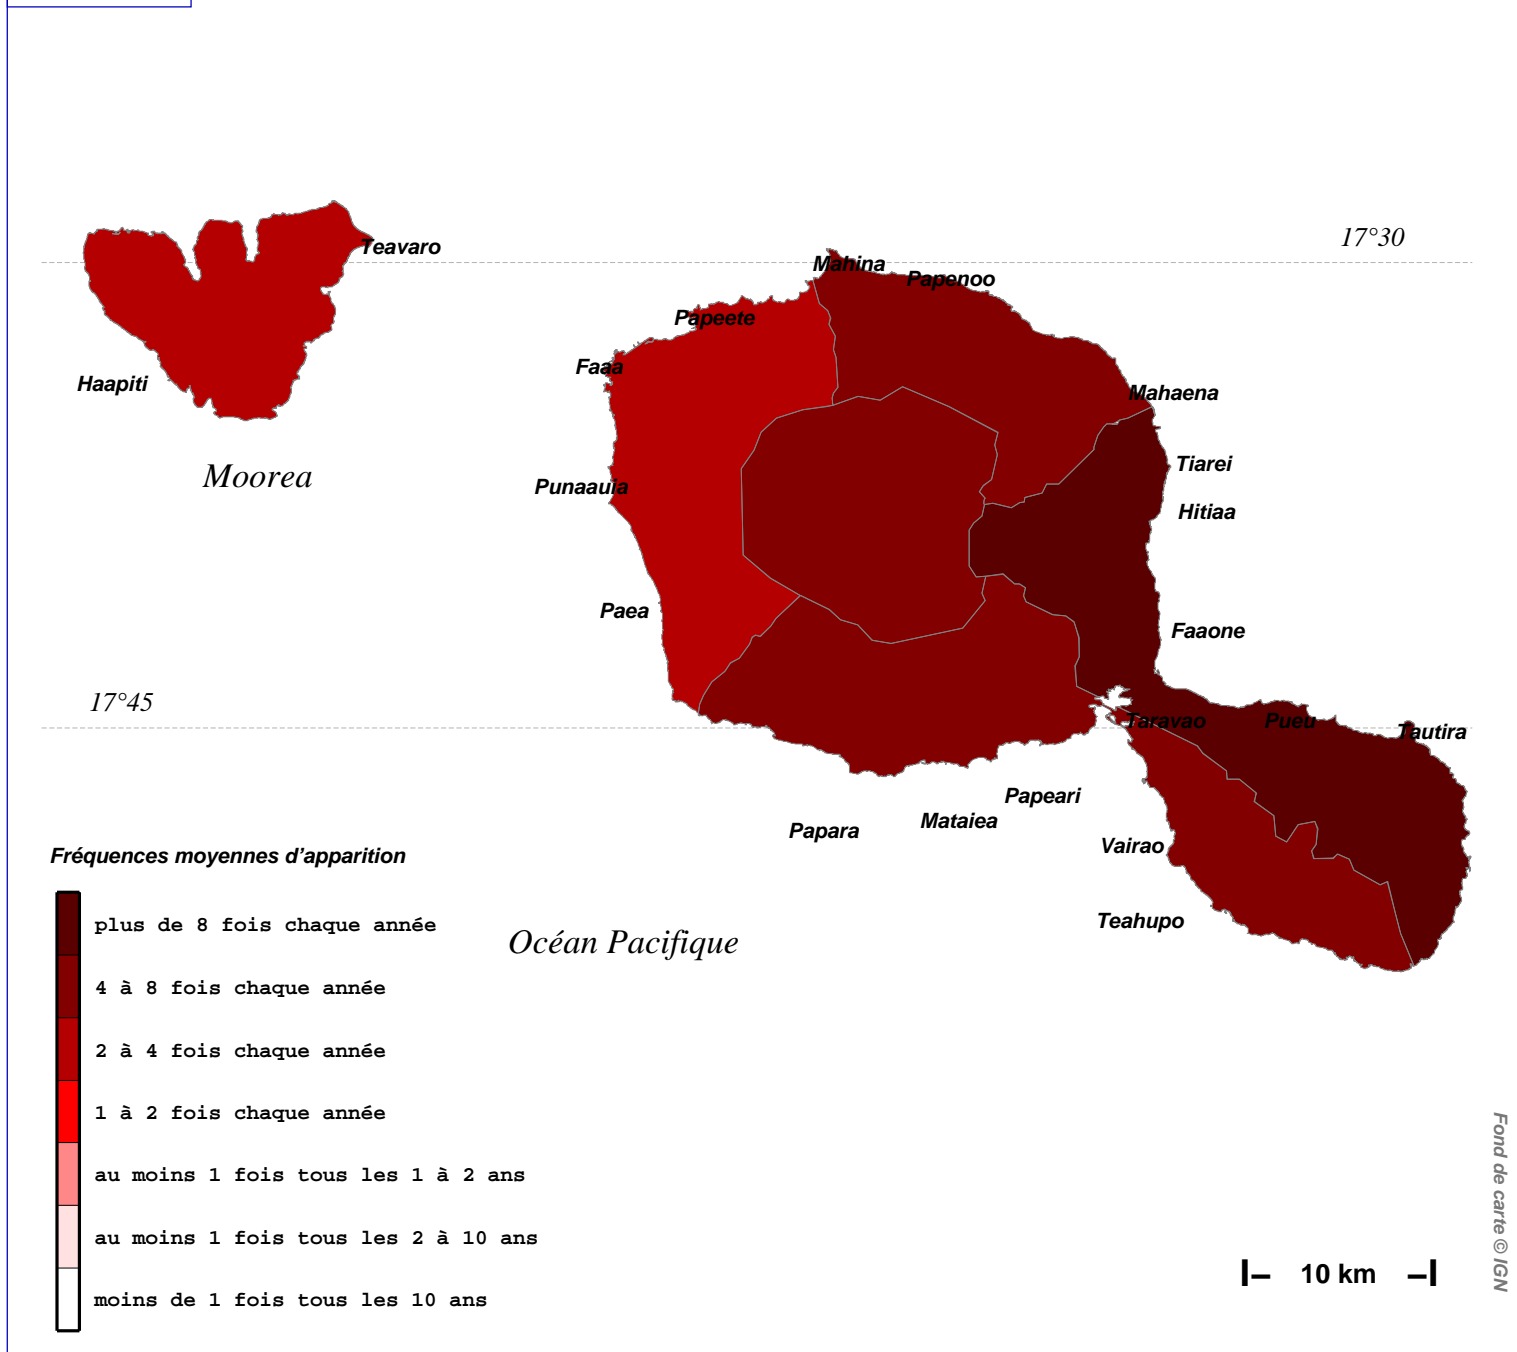 17°30
Teavaro
Mahina
Papenoo
Papeete
Faaa
Haapiti
Mahaena
Moorea
Tiarei
Punaauia
Hitiaa
Paea
Faaone
17°45
Taravao
Pueu
Tautira
Papeari
Mataiea
Papara
Vairao
Teahupo
Océan Pacifique
Fréquences moyennes d'apparition
plus de 8 fois chaque année
4 à 8 fois chaque année
2 à 4 fois chaque année
1 à 2 fois chaque année
au moins 1 fois tous les 1 à 2 ans
au moins 1 fois tous les 2 à 10 ans
moins de 1 fois tous les 10 ans
10 km
Fond de carte © IGN